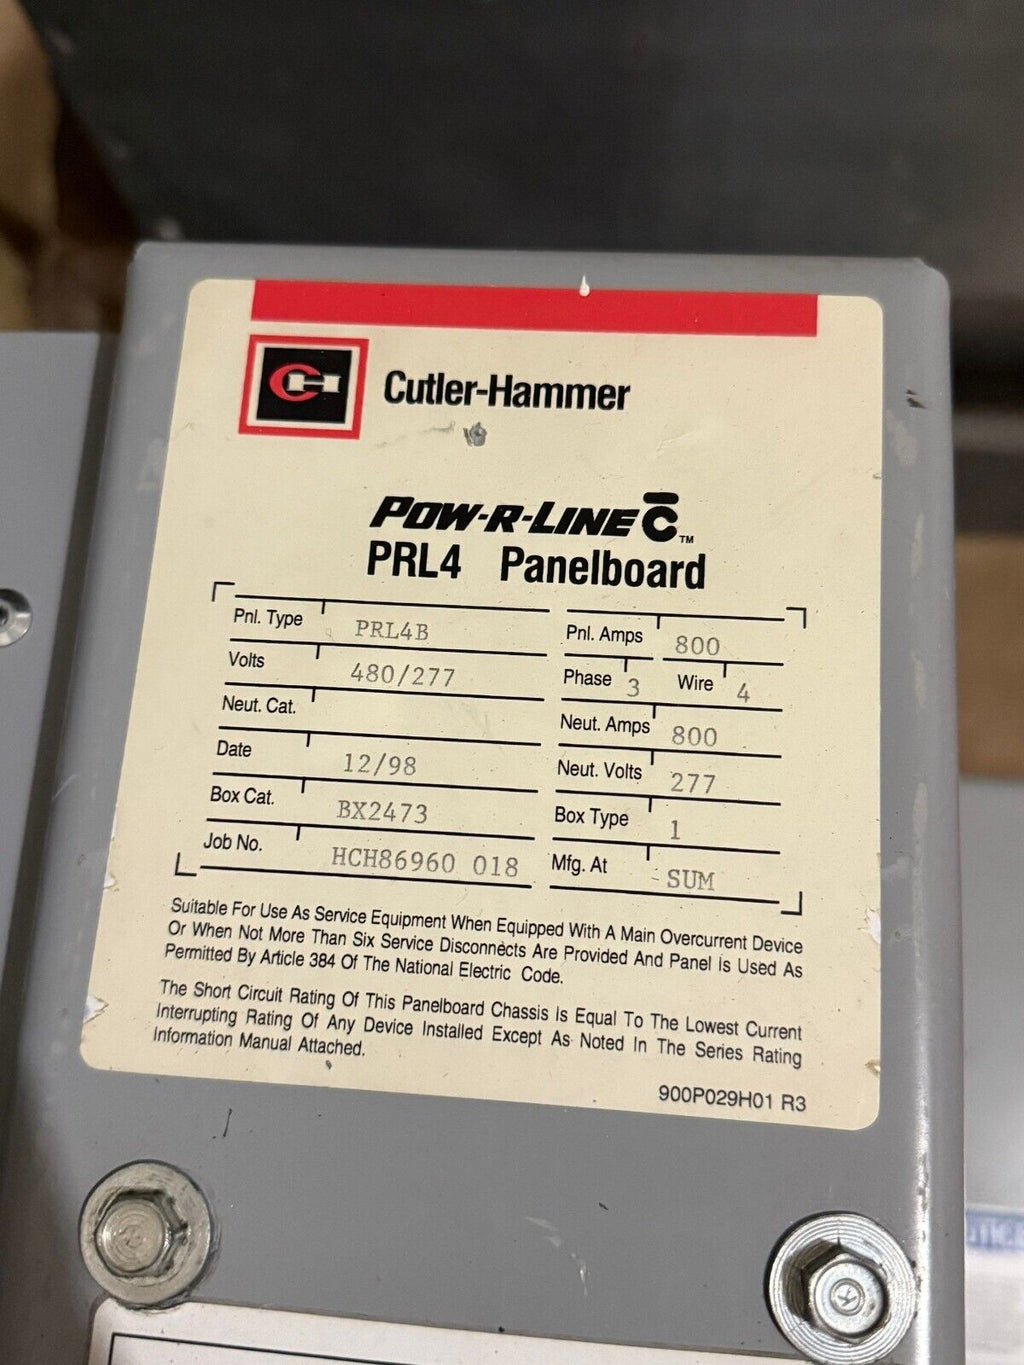 Cutler-Hammer
POW-R-LINE C™
PRL4 Panelboard
Pnl. Type PRL4B Pnl. Amps 800
Volts 480/277 Phase 3 Wire 4
Neut. Cat. Neut. Amps 800
Date 12/98 Neut. Volts 277
Box Cat. BX2473 Box Type 1
Job No. HCH86960 018 Mfg. At - SUM
Suitable For Use As Service Equipment When Equipped With A Main Overcurrent Device
Or When Not More Than Six Service Disconnects Are Provided And Panel Is Used As
Permitted By Article 384 Of The National Electric Code.
The Short Circuit Rating Of This Panelboard Chassis Is Equal To The Lowest Current
Interrupting Rating Of Any Device Installed Except As Noted In The Series Rating
Information Manual Attached.
900P029H01 R3